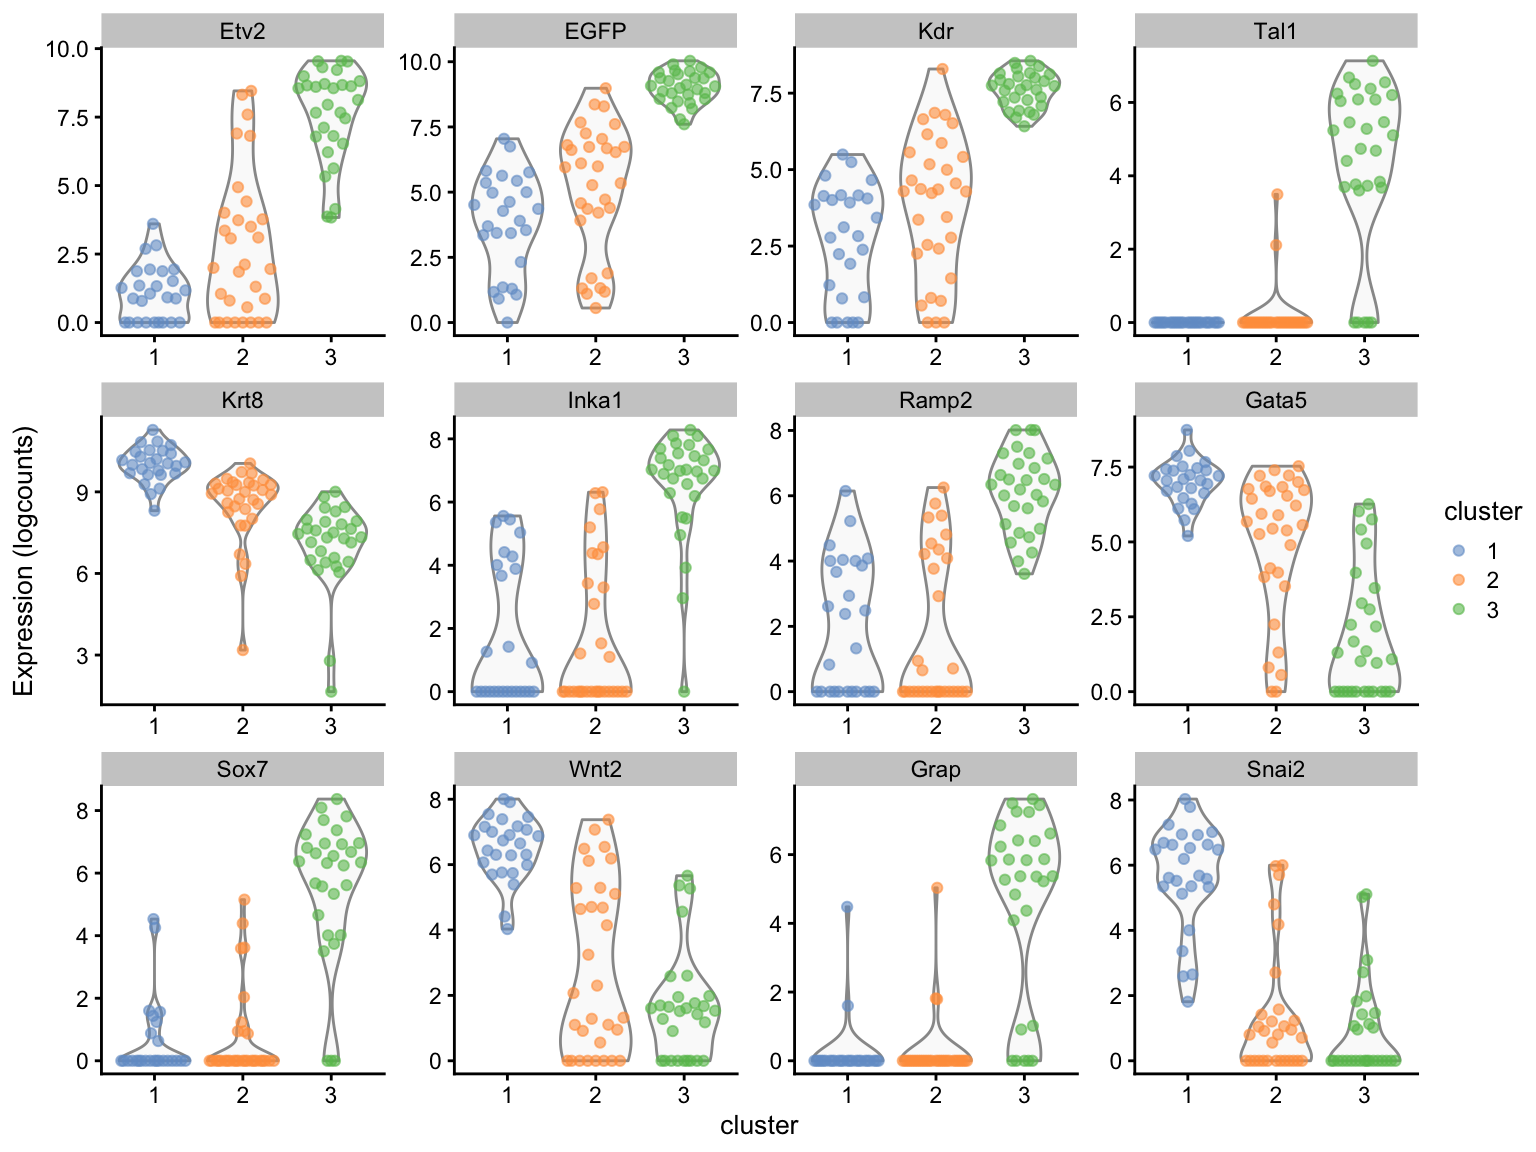 Etv2 EGFP Kdr Tal1
10.0 7.5 5.0 2.5 0.0
10.0 7.5 5.0 2.5 0.0
7.5 5.0 2.5 0.0
6 4 2 0
1 2 3 1 2 3 1 2 3 1 2 3
Krt8 Inka1 Ramp2 Gata5
9 6 3
8 6 4 2 0
8 6 4 2 0
7.5 5.0 2.5 0.0
1 2 3 1 2 3 1 2 3 1 2 3
Expression (logcounts)
cluster
1
2
3
Sox7 Wnt2 Grap Snai2
8 6 4 2 0
8 6 4 2 0
6 4 2 0
8 6 4 2 0
1 2 3 1 2 3 1 2 3 1 2 3
cluster